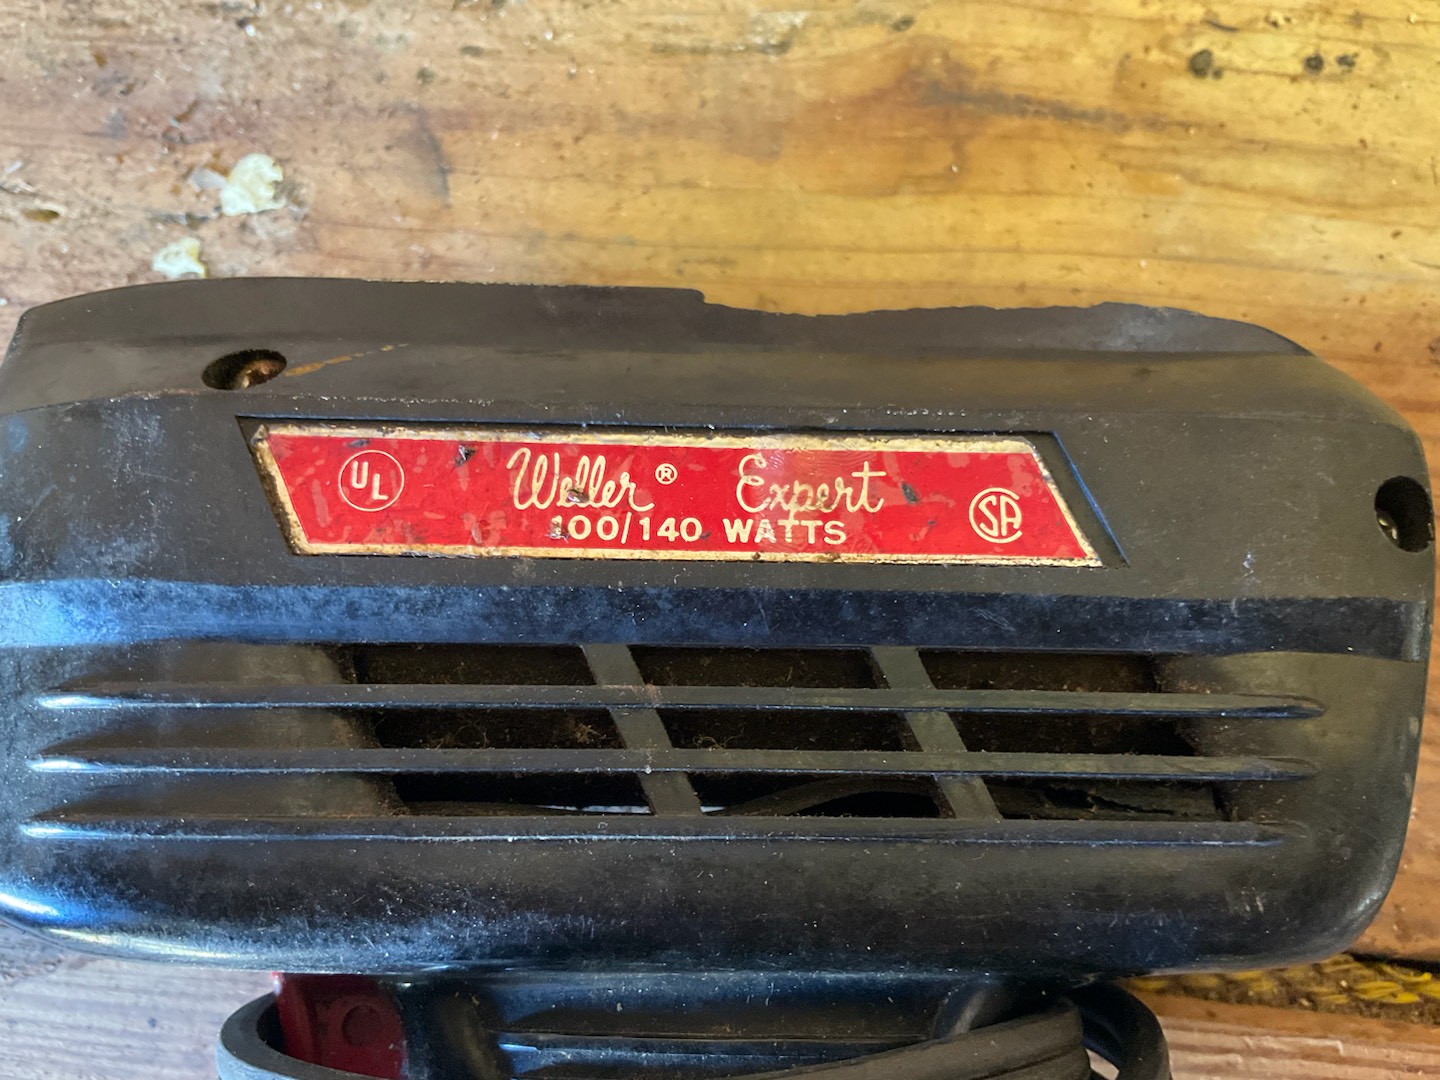 UL
Weller® Expert
100/140 WATTS
SA